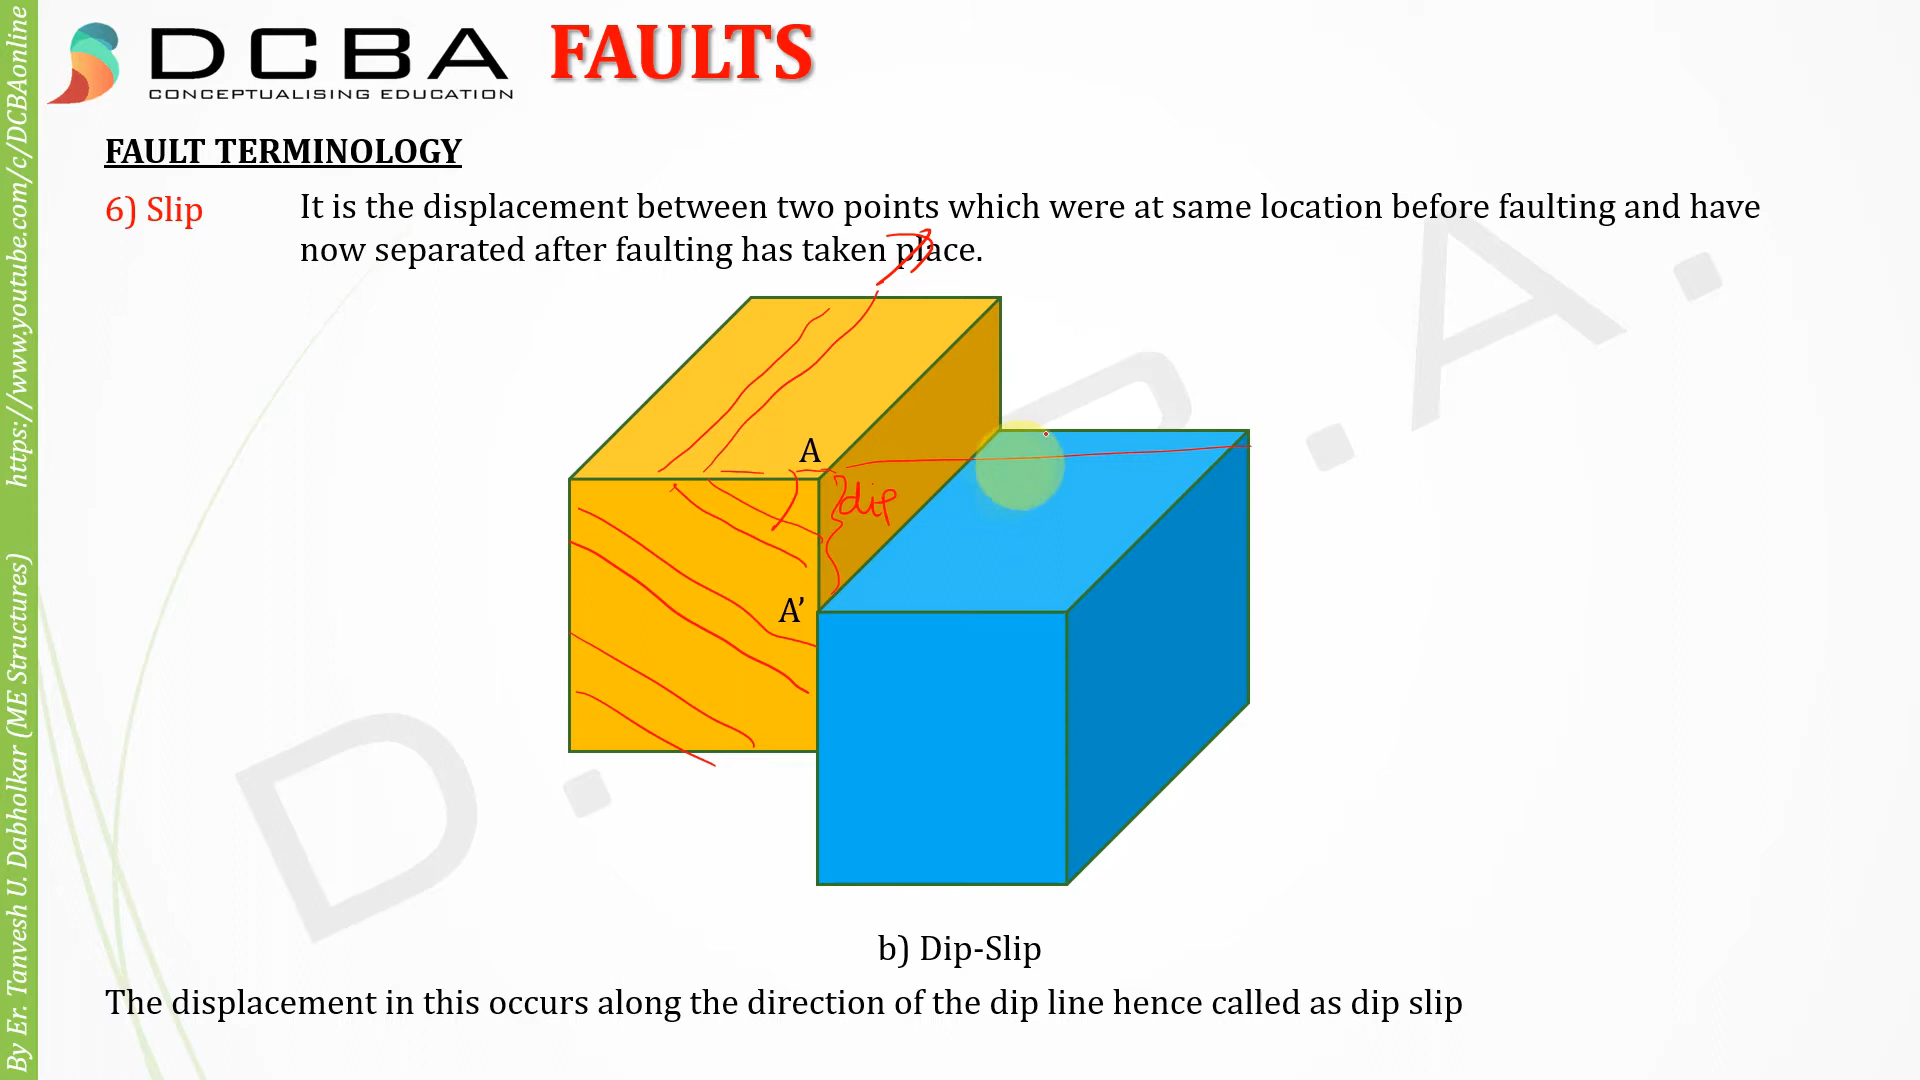 DCBA
CONCEPTUALISING EDUCATION
FAULTS
FAULT TERMINOLOGY
6) Slip
It is the displacement between two points which were at same location before faulting and have
now separated after faulting has taken place.
A
dip
A’
b) Dip-Slip
The displacement in this occurs along the direction of the dip line hence called as dip slip
By Er. Tanvesh U. Dabholkar (ME Structures) https://www.youtube.com/c/DCBAonline
D. B.A.